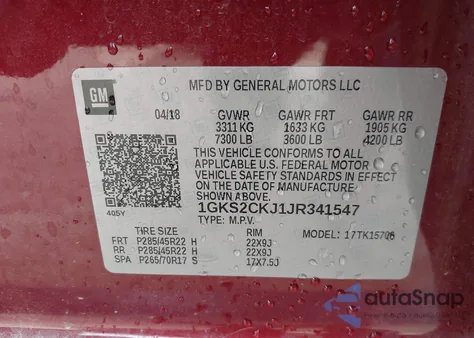 GM
MFD BY GENERAL MOTORS LLC
04/18 GVWR GAWR FRT GAWR RR
3311 KG 1633 KG 1905 KG
7300 LB 3600 LB 4200 LB
THIS VEHICLE CONFORMS TO ALL
APPLICABLE U.S. FEDERAL MOTOR
VEHICLE SAFETY STANDARDS IN EFFECT
ON THE DATE OF MANUFACTURE SHOWN ABOVE.
1GKS2CKJ1JR341547
405Y TYPE: M.P.V. MODEL: 17TK15706
TIRE SIZE RIM
FRT P285/45R22 H 22X9J
RR P285/45R22 H 22X9J
SPA P265/70R17 S 17X7.5J
autoSnap